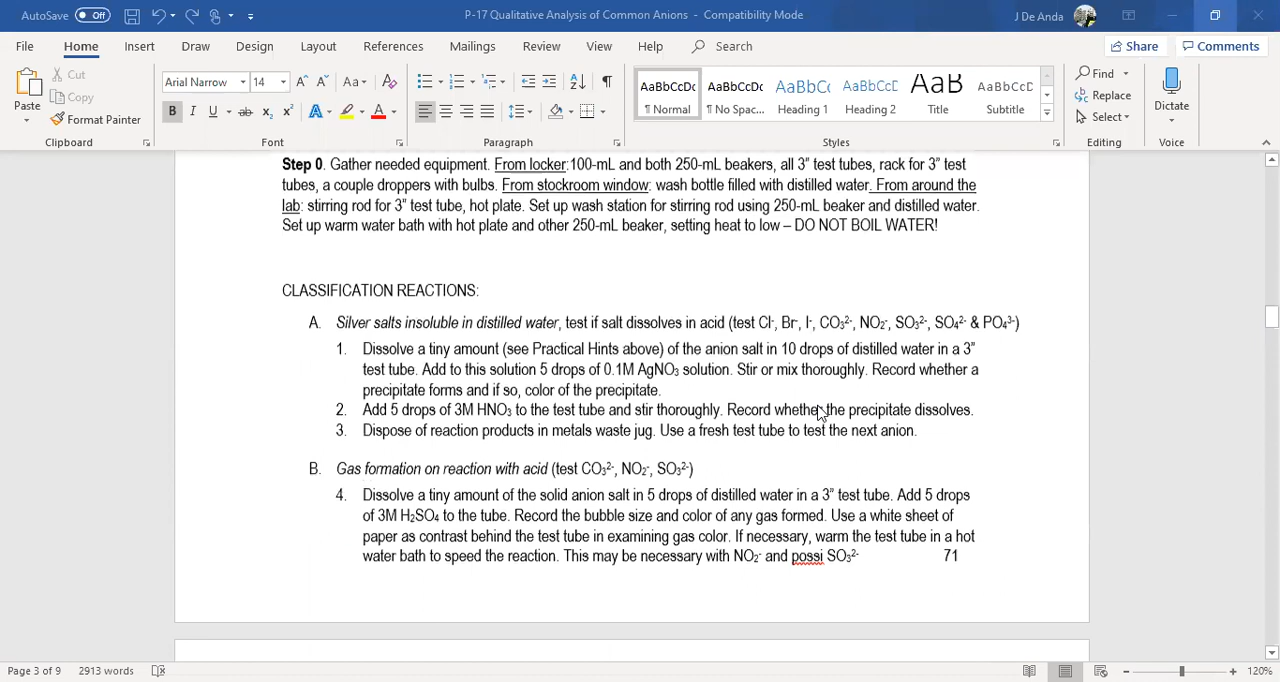 AutoSave Off
P-17 Qualitative Analysis of Common Anions - Compatibility Mode
J De Anda
File Home Insert Draw Design Layout References Mailings Review View Help Search
Share Comments
Paste
Cut
Copy
Format Painter
Clipboard
Arial Narrow 14
Font
Paragraph
AaBbCcDc AaBbCcDc AaBbCc AaBbCcC AaB AaBbCcD
¶ Normal ¶ No Spac... Heading 1 Heading 2 Title Subtitle
Styles
Find
Replace
Select
Editing
Dictate
Voice
Step 0. Gather needed equipment. From locker:100-mL and both 250-mL beakers, all 3” test tubes, rack for 3” test
tubes, a couple droppers with bulbs. From stockroom window: wash bottle filled with distilled water. From around the
lab: stirring rod for 3” test tube, hot plate. Set up wash station for stirring rod using 250-mL beaker and distilled water.
Set up warm water bath with hot plate and other 250-mL beaker, setting heat to low – DO NOT BOIL WATER!
CLASSIFICATION REACTIONS:
A. Silver salts insoluble in distilled water, test if salt dissolves in acid (test Cl⁻, Br⁻, I⁻, CO₃²⁻, NO₂⁻, SO₃²⁻, SO₄²⁻ & PO₄³⁻)
1. Dissolve a tiny amount (see Practical Hints above) of the anion salt in 10 drops of distilled water in a 3”
test tube. Add to this solution 5 drops of 0.1M AgNO₃ solution. Stir or mix thoroughly. Record whether a
precipitate forms and if so, color of the precipitate.
2. Add 5 drops of 3M HNO₃ to the test tube and stir thoroughly. Record whether the precipitate dissolves.
3. Dispose of reaction products in metals waste jug. Use a fresh test tube to test the next anion.
B. Gas formation on reaction with acid (test CO₃²⁻, NO₂⁻, SO₃²⁻)
4. Dissolve a tiny amount of the solid anion salt in 5 drops of distilled water in a 3” test tube. Add 5 drops
of 3M H₂SO₄ to the tube. Record the bubble size and color of any gas formed. Use a white sheet of
paper as contrast behind the test tube in examining gas color. If necessary, warm the test tube in a hot
water bath to speed the reaction. This may be necessary with NO₂⁻ and possi SO₃²⁻ 71
Page 3 of 9 2913 words
120%